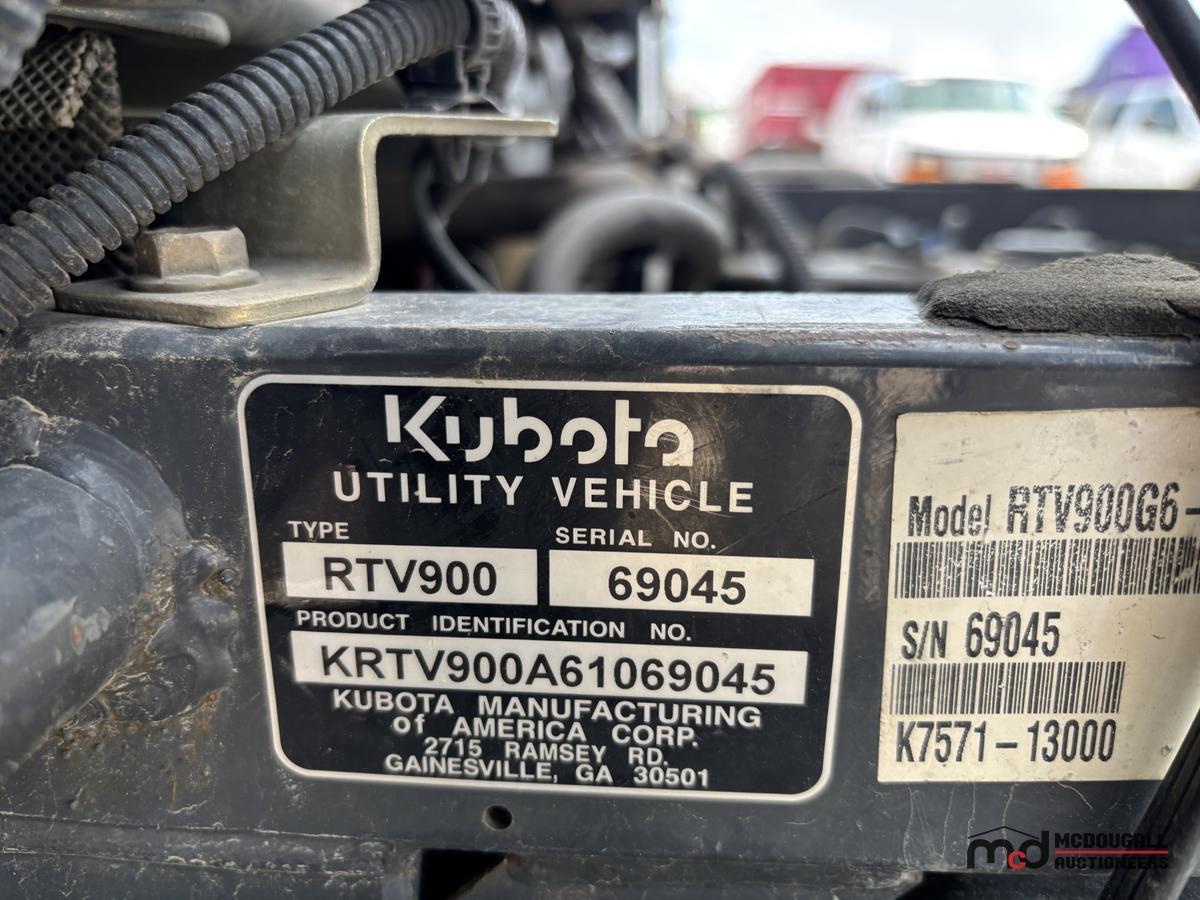 Kubota
UTILITY VEHICLE
TYPE SERIAL NO.
RTV900 69045
PRODUCT IDENTIFICATION NO.
KRTV900A61069045
KUBOTA MANUFACTURING
of AMERICA CORP.
2715 RAMSEY RD.
GAINESVILLE, GA 30501
Model RTV900G6-
S/N 69045
K7571-13000
mcd MCDOUGALL
AUCTIONEERS